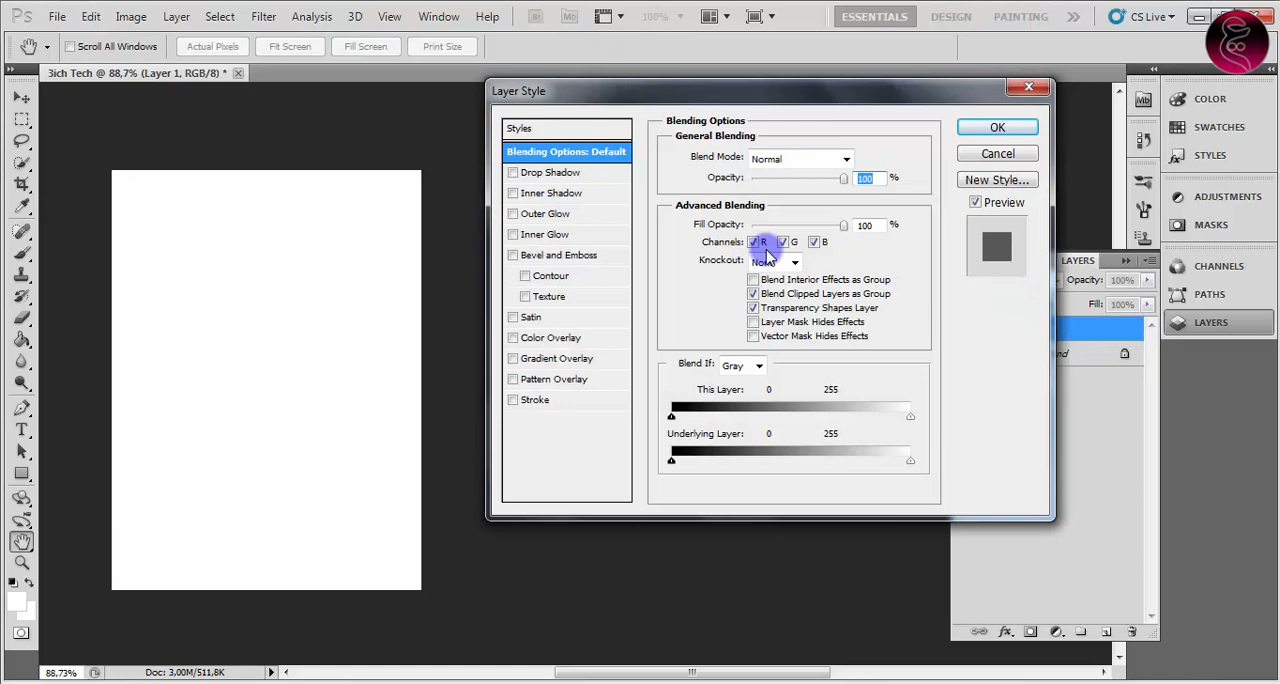 Ps File Edit Image Layer Select Filter Analysis 3D View Window Help Br Mb 100% ESSENTIALS DESIGN PAINTING CS Live
Scroll All Windows Actual Pixels Fit Screen Fill Screen Print Size
3ich Tech @ 88,7% (Layer 1, RGB/8) *
Layer Style
Styles
Blending Options: Default
Drop Shadow
Inner Shadow
Outer Glow
Inner Glow
Bevel and Emboss
Contour
Texture
Satin
Color Overlay
Gradient Overlay
Pattern Overlay
Stroke
Blending Options
General Blending
Blend Mode: Normal
Opacity: 100 %
Advanced Blending
Fill Opacity: 100 %
Channels: R G B
Knockout:
Blend Interior Effects as Group
Blend Clipped Layers as Group
Transparency Shapes Layer
Layer Mask Hides Effects
Vector Mask Hides Effects
Blend If: Gray
This Layer: 0 255
Underlying Layer: 0 255
OK
Cancel
New Style...
Preview
Mb
COLOR
SWATCHES
STYLES
ADJUSTMENTS
MASKS
CHANNELS
PATHS
LAYERS
LAYERS
Opacity: 100%
Fill: 100%
88,73% Doc: 3,00M/511,8K